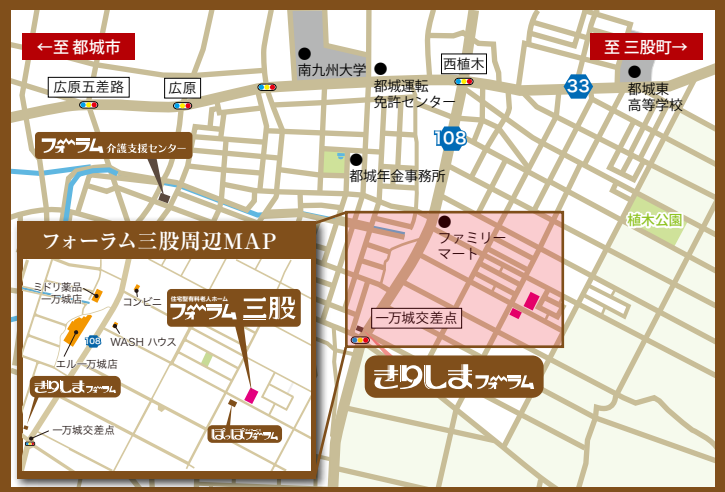 ←至 都城市
至 三股町→
南九州大学
西植木
都城運転
免許センター
33
都城東
高等学校
広原五差路
広原
108
フォーラム 介護支援センター
都城年金事務所
植木公園
ファミリー
マート
一万城交差点
きりしまフォーラム
フォーラム三股周辺MAP
ミドリ薬品
一万城店
コンビニ
住宅型有料老人ホーム
フォーラム 三股
108
WASH ハウス
エル一万城店
きりしまフォーラム
ぽっぽフォーラム
一万城交差点